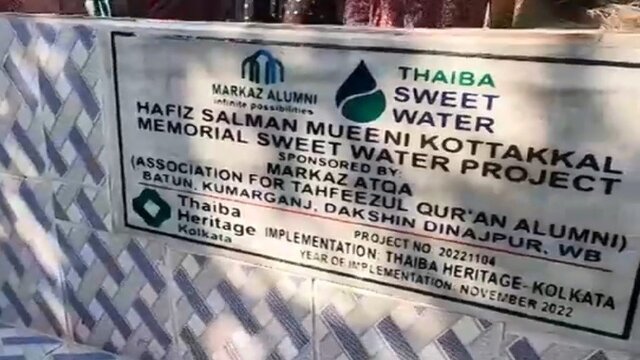 MARKAZ ALUMNI
infinite possibilities
THAIBA
SWEET
WATER
HAFIZ SALMAN MUEENI KOTTAKKAL
MEMORIAL SWEET WATER PROJECT
SPONSORED BY:
MARKAZ ATQA
(ASSOCIATION FOR TAHFEEZUL QUR'AN ALUMNI)
BATUN, KUMARGANJ, DAKSHIN DINAJPUR, WB
Thaiba
Heritage
Kolkata
PROJECT NO 20221104
IMPLEMENTATION: THAIBA HERITAGE- KOLKATA
YEAR OF IMPLEMENTATION: NOVEMBER 2022